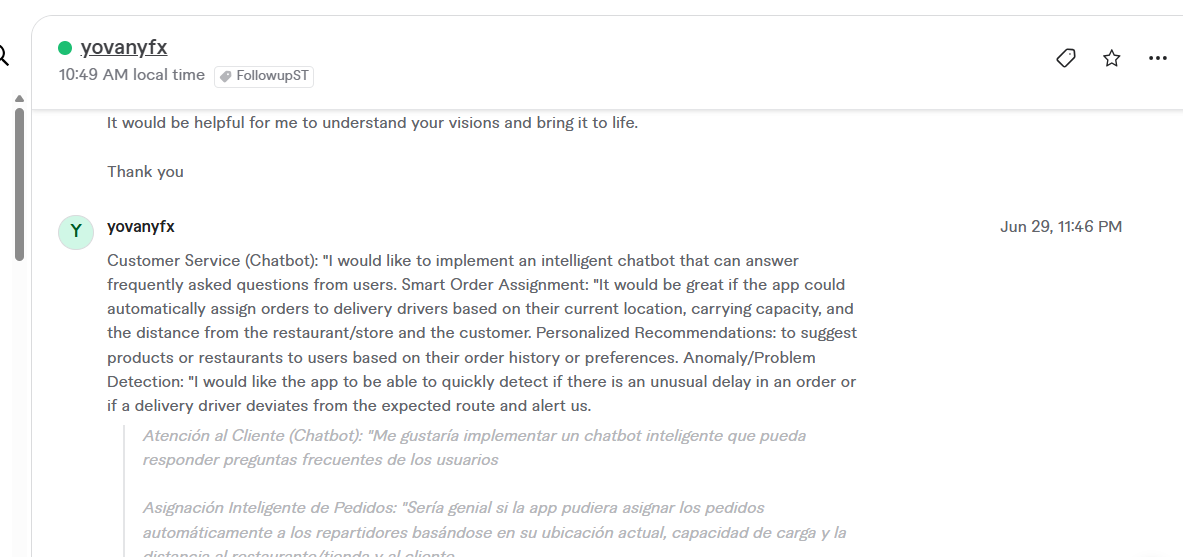 yovanyfx
10:49 AM local time FollowupST
It would be helpful for me to understand your visions and bring it to life.
Thank you
Y yovanyfx Jun 29, 11:46 PM
Customer Service (Chatbot): "I would like to implement an intelligent chatbot that can answer
frequently asked questions from users. Smart Order Assignment: "It would be great if the app could
automatically assign orders to delivery drivers based on their current location, carrying capacity, and
the distance from the restaurant/store and the customer. Personalized Recommendations: to suggest
products or restaurants to users based on their order history or preferences. Anomaly/Problem
Detection: "I would like the app to be able to quickly detect if there is an unusual delay in an order or
if a delivery driver deviates from the expected route and alert us.
Atención al Cliente (Chatbot): "Me gustaría implementar un chatbot inteligente que pueda
responder preguntas frecuentes de los usuarios
Asignación Inteligente de Pedidos: "Sería genial si la app pudiera asignar los pedidos
automáticamente a los repartidores basándose en su ubicación actual, capacidad de carga y la
distancia al restaurante/tienda y al cliente